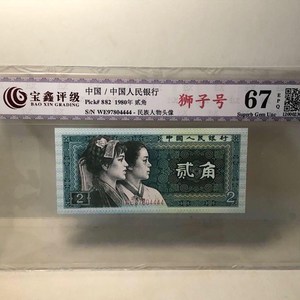 宝鑫评级
BAO XIN GRADING
中国 / 中国人民银行
Pick# 882 1980年 贰角
S/N WE97804444 - 民族人物头像
狮子号
67 EPQ
Superb Gem Unc
中国人民银行
贰角
WE97804444
2
2